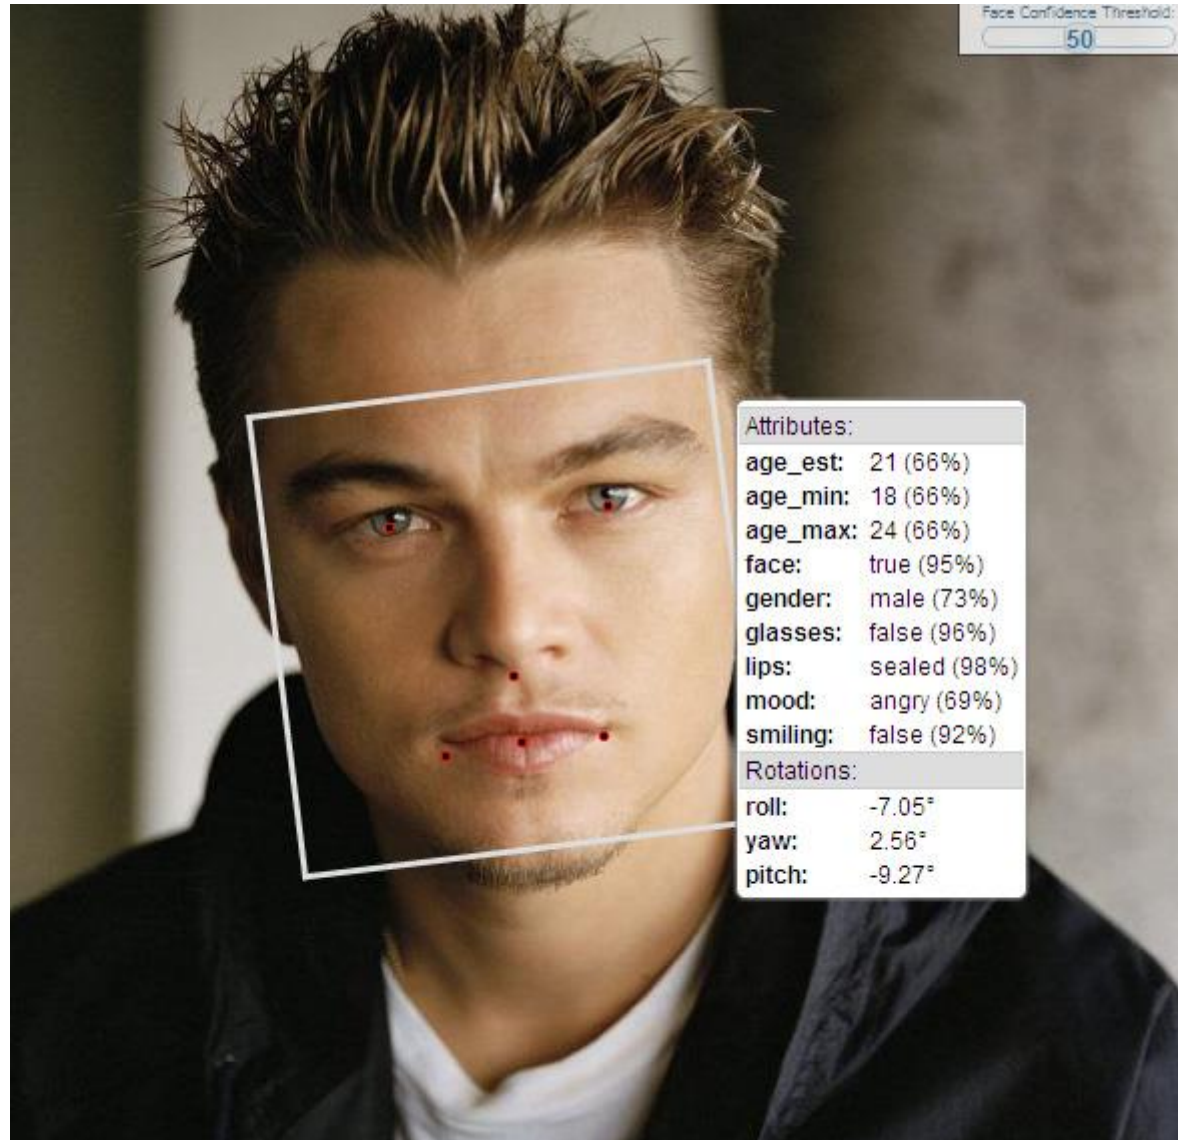 Face Confidence Threshold:
50
Attributes:
age_est: 21 (66%)
age_min: 18 (66%)
age_max: 24 (66%)
face: true (95%)
gender: male (73%)
glasses: false (96%)
lips: sealed (98%)
mood: angry (69%)
smiling: false (92%)
Rotations:
roll: -7.05°
yaw: 2.56°
pitch: -9.27°